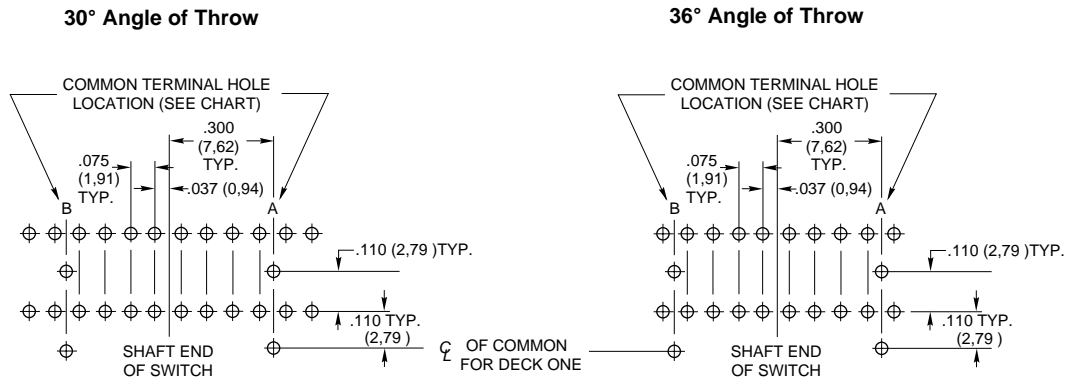 30° Angle of Throw
COMMON TERMINAL HOLE
LOCATION (SEE CHART)
.300
(7,62)
TYP.
.075
(1,91)
TYP.
.037 (0,94)
B
A
.110 (2,79 )TYP.
.110 TYP.
(2,79 )
SHAFT END
OF SWITCH
℄ OF COMMON
FOR DECK ONE
36° Angle of Throw
COMMON TERMINAL HOLE
LOCATION (SEE CHART)
.300
(7,62)
TYP.
.075
(1,91)
TYP.
.037 (0,94)
B
A
.110 (2,79 )TYP.
.110 TYP.
(2,79 )
SHAFT END
OF SWITCH